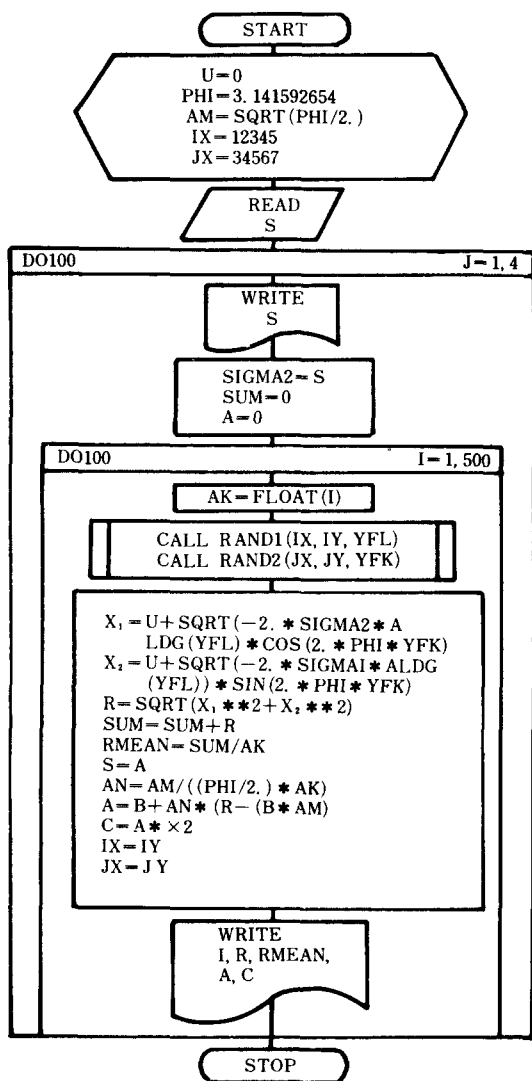 START
U=0
PHI=3.141592654
AM=SQRT(PHI/2.)
IX=12345
JX=34567
READ
S
DO100 J=1, 4
WRITE
S
SIGMA2=S
SUM=0
A=0
DO100 I=1, 500
AK=FLOAT(I)
CALL RAND1(IX, IY, YFL)
CALL RAND2(JX, JY, YFK)
X₁=U+SQRT(-2.*SIGMA2*A
LDG(YFL)*COS(2.*PHI*YFK)
X₂=U+SQRT(-2.*SIGMAI*ALDG
(YFL))*SIN(2.*PHI*YFK)
R=SQRT(X₁**2+X₂**2)
SUM=SUM+R
RMEAN=SUM/AK
S=A
AN=AM/((PHI/2.)*AK)
A=B+AN*(R-(B*AM)
C=A*×2
IX=IY
JX=JY
WRITE
I, R, RMEAN,
A, C
STOP